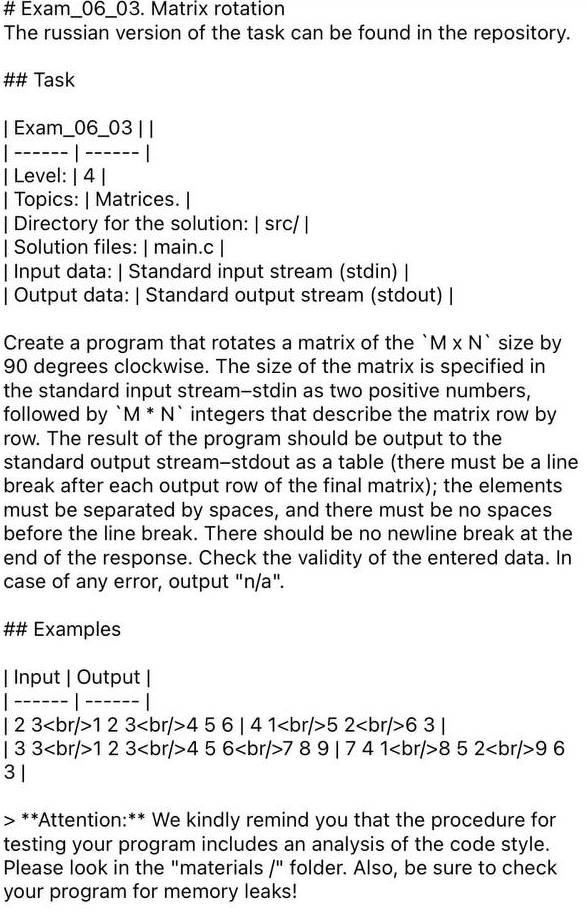 # Exam_06_03. Matrix rotation
The russian version of the task can be found in the repository.
## Task
| Exam_06_03 | |
| ------ | ------ |
| Level: | 4 |
| Topics: | Matrices. |
| Directory for the solution: | src/ |
| Solution files: | main.c |
| Input data: | Standard input stream (stdin) |
| Output data: | Standard output stream (stdout) |
Create a program that rotates a matrix of the `M x N` size by
90 degrees clockwise. The size of the matrix is specified in
the standard input stream–stdin as two positive numbers,
followed by `M * N` integers that describe the matrix row by
row. The result of the program should be output to the
standard output stream–stdout as a table (there must be a line
break after each output row of the final matrix); the elements
must be separated by spaces, and there must be no spaces
before the line break. There should be no newline break at the
end of the response. Check the validity of the entered data. In
case of any error, output "n/a".
## Examples
| Input | Output |
| ------ | ------ |
| 2 3<br/>1 2 3<br/>4 5 6 | 4 1<br/>5 2<br/>6 3 |
| 3 3<br/>1 2 3<br/>4 5 6<br/>7 8 9 | 7 4 1<br/>8 5 2<br/>9 6
3 |
> **Attention:** We kindly remind you that the procedure for
testing your program includes an analysis of the code style.
Please look in the "materials /" folder. Also, be sure to check
your program for memory leaks!